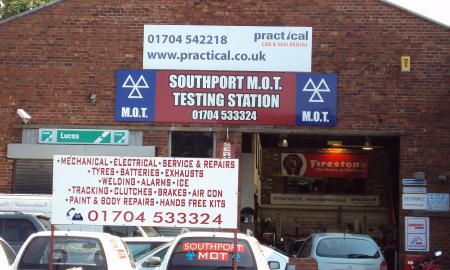 01704 542218
practical
CAR & VAN RENTAL
www.practical.co.uk
SOUTHPORT M.O.T.
TESTING STATION
01704 533324
M.O.T.
M.O.T.
Lucas
Firestone
MECHANICAL - ELECTRICAL - SERVICE & REPAIRS
TYRES - BATTERIES - EXHAUSTS
WELDING - ALARMS - ICE
TRACKING - CLUTCHES - BRAKES - AIR CON
PAINT & BODY REPAIRS - HANDS FREE KITS
01704 533324
ENTRANCE
SOUTHPORT
MOT